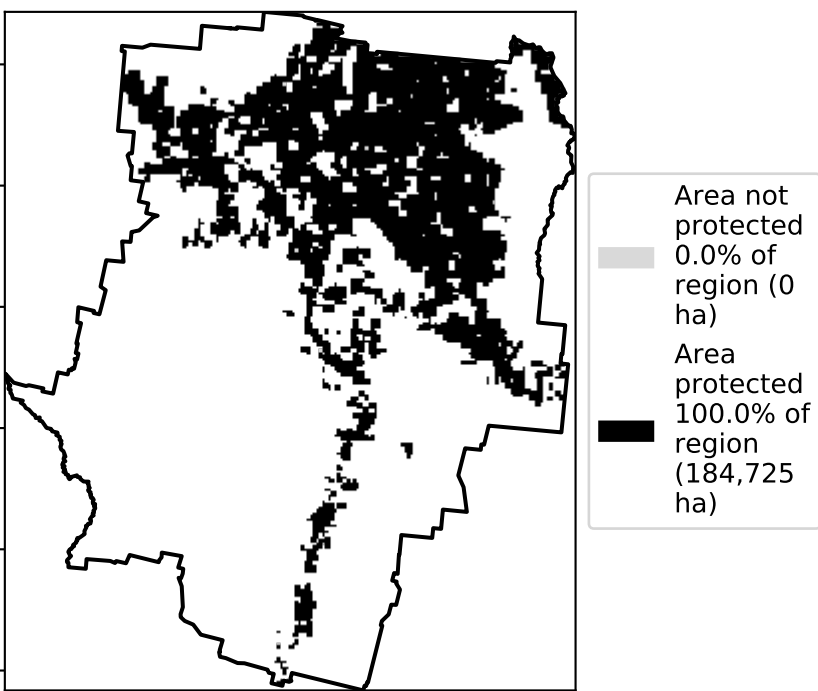 Area not
protected
0.0% of
region (0
ha)
Area
protected
100.0% of
region
(184,725
ha)